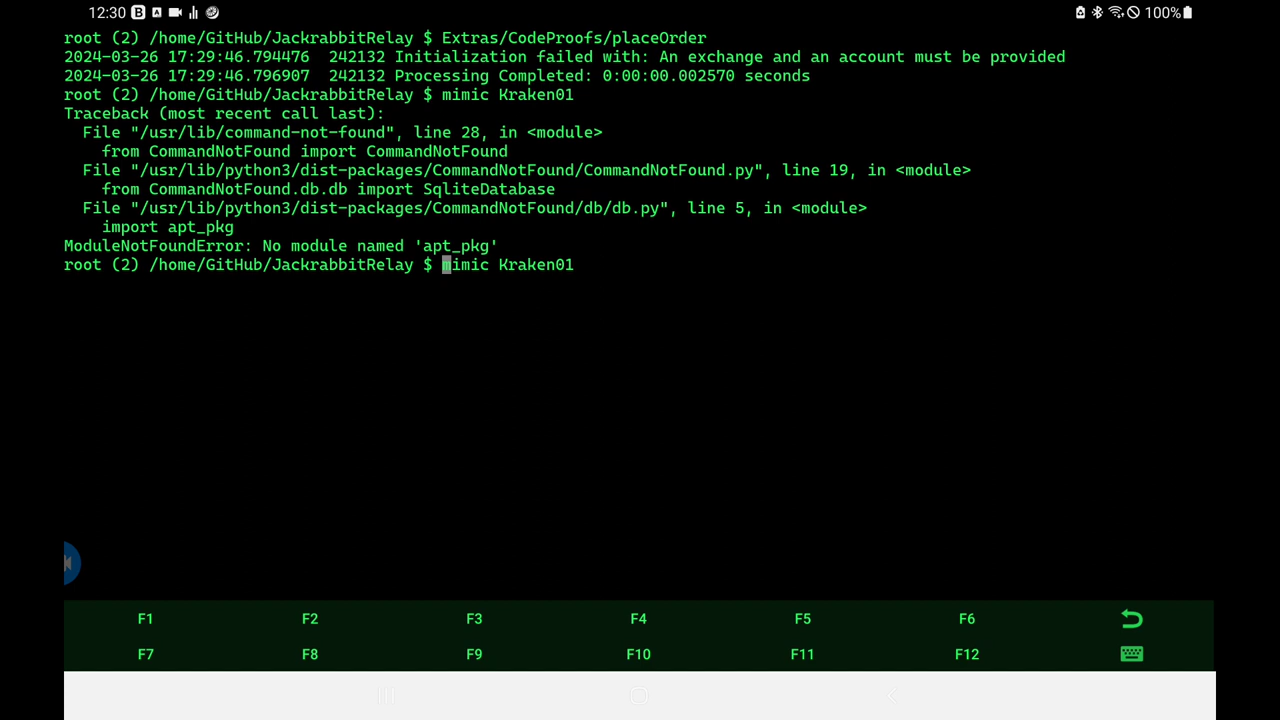 12:30 100%
root (2) /home/GitHub/JackrabbitRelay $ Extras/CodeProofs/placeOrder
2024-03-26 17:29:46.794476  242132 Initialization failed with: An exchange and an account must be provided
2024-03-26 17:29:46.796907  242132 Processing Completed: 0:00:00.002570 seconds
root (2) /home/GitHub/JackrabbitRelay $ mimic Kraken01
Traceback (most recent call last):
  File "/usr/lib/command-not-found", line 28, in <module>
    from CommandNotFound import CommandNotFound
  File "/usr/lib/python3/dist-packages/CommandNotFound/CommandNotFound.py", line 19, in <module>
    from CommandNotFound.db.db import SqliteDatabase
  File "/usr/lib/python3/dist-packages/CommandNotFound/db/db.py", line 5, in <module>
    import apt_pkg
ModuleNotFoundError: No module named 'apt_pkg'
root (2) /home/GitHub/JackrabbitRelay $ mimic Kraken01
F1 F2 F3 F4 F5 F6
F7 F8 F9 F10 F11 F12